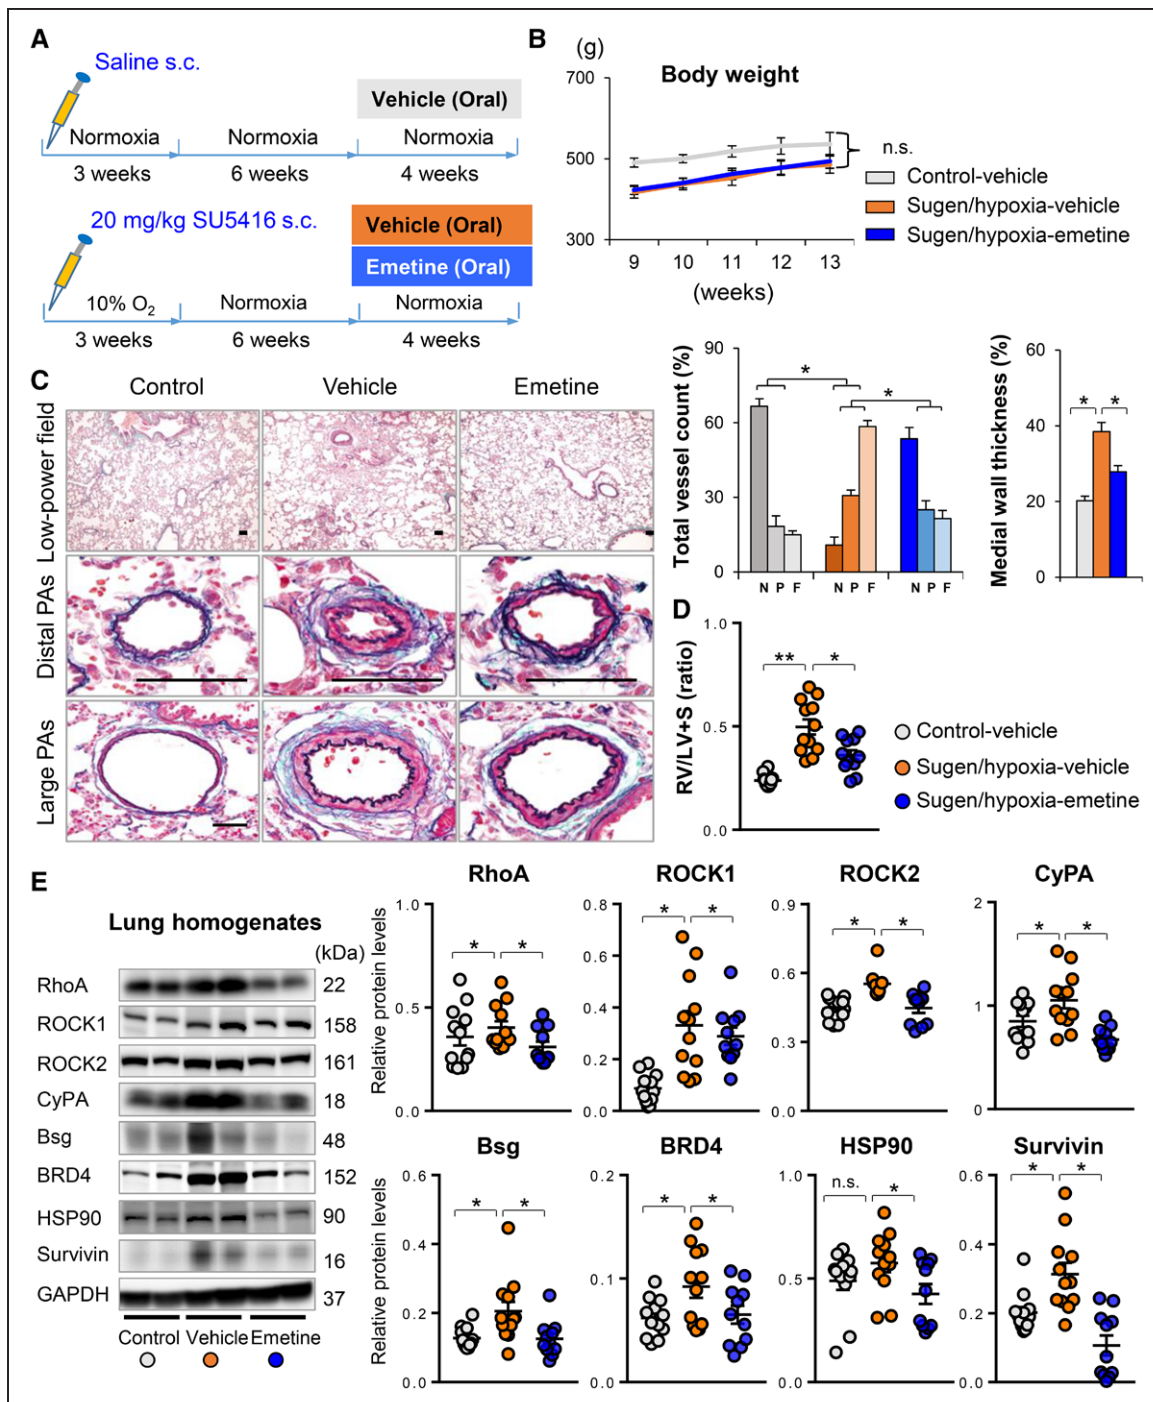 A
Saline s.c.
Vehicle (Oral)
Normoxia Normoxia Normoxia
3 weeks 6 weeks 4 weeks
20 mg/kg SU5416 s.c.
Vehicle (Oral)
Emetine (Oral)
10% O2 Normoxia Normoxia
3 weeks 6 weeks 4 weeks
B
(g)
Body weight
700
500
300
9 10 11 12 13
(weeks)
n.s.
Control-vehicle
Sugen/hypoxia-vehicle
Sugen/hypoxia-emetine
C
Control Vehicle Emetine
Low-power field
Distal PAs
Large PAs
Total vessel count (%)
90
60
30
0
* *
N P F N P F N P F
Medial wall thickness (%)
60
40
20
0
* *
D
RV/LV+S (ratio)
1.0
0.5
0.0
** *
Control-vehicle
Sugen/hypoxia-vehicle
Sugen/hypoxia-emetine
E
Lung homogenates
(kDa)
RhoA 22
ROCK1 158
ROCK2 161
CyPA 18
Bsg 48
BRD4 152
HSP90 90
Survivin 16
GAPDH 37
Control Vehicle Emetine
RhoA
Relative protein levels
1.0
0.5
0.0
* *
ROCK1
0.8
0.6
0.4
0.2
0.0
* *
ROCK2
0.9
0.6
0.3
0.0
* *
CyPA
2
1
0
* *
Bsg
Relative protein levels
0.6
0.4
0.2
0.0
* *
BRD4
0.2
0.1
0.0
* *
HSP90
1.0
0.5
0.0
n.s. *
Survivin
0.6
0.4
0.2
0.0
* *